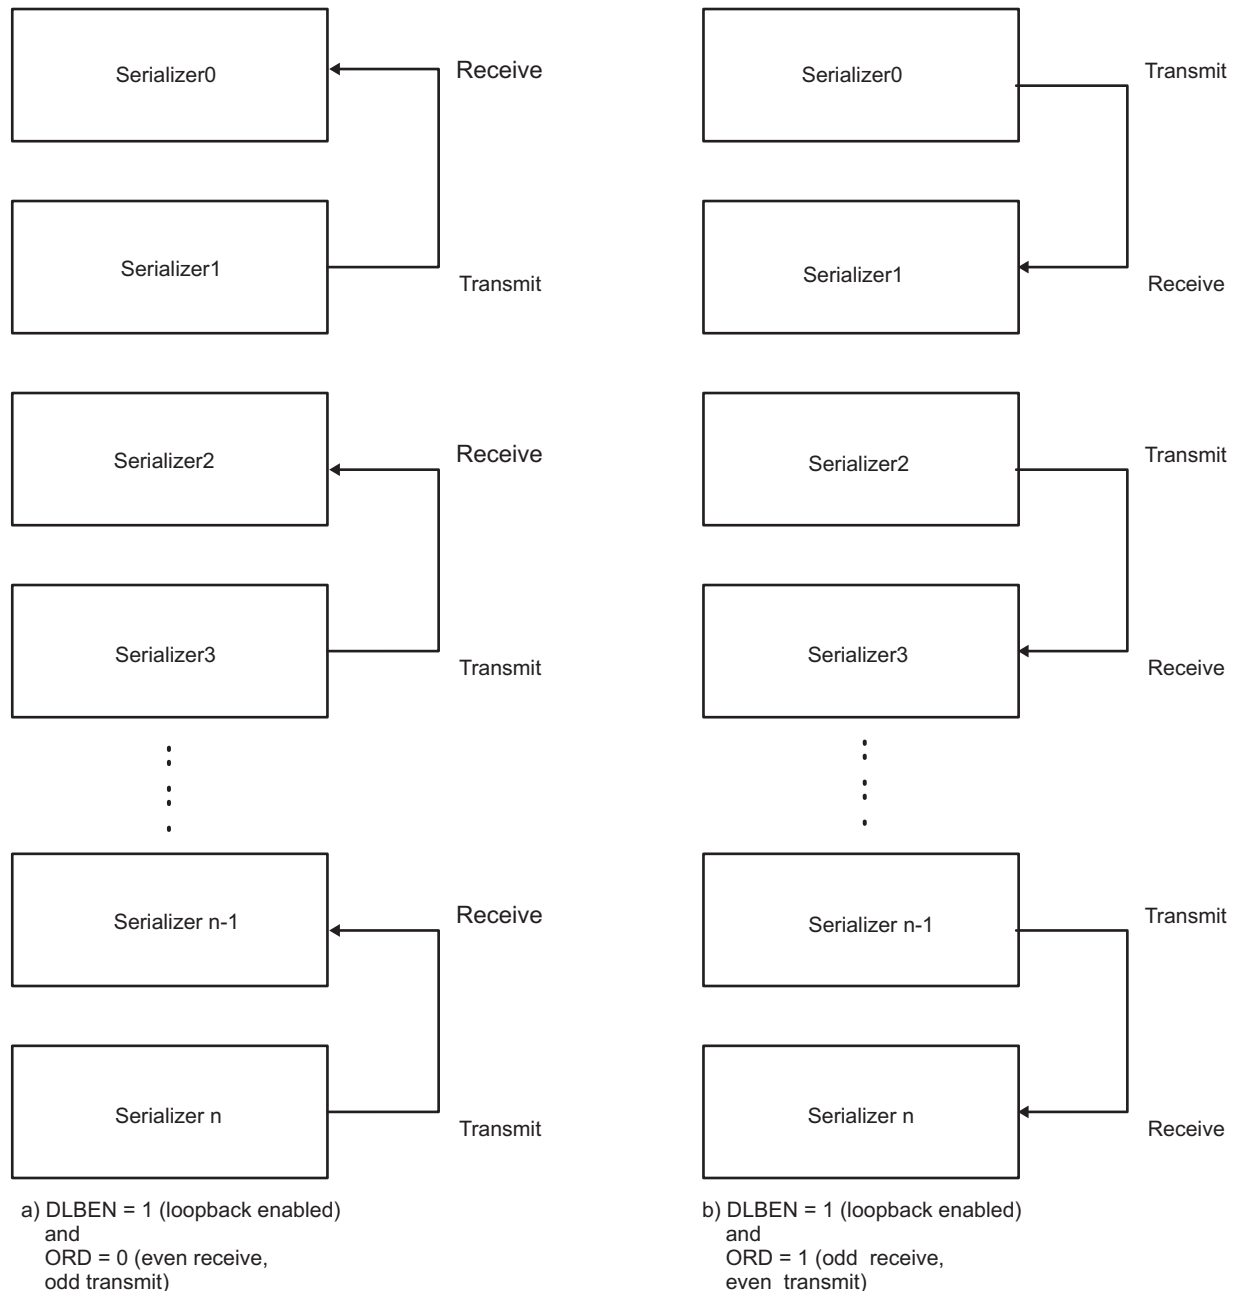 Serializer0
Receive
Serializer1
Transmit
Serializer2
Receive
Serializer3
Transmit
Serializer n-1
Receive
Serializer n
Transmit
a) DLBEN = 1 (loopback enabled)
and
ORD = 0 (even receive,
odd transmit)
Serializer0
Transmit
Serializer1
Receive
Serializer2
Transmit
Serializer3
Receive
Serializer n-1
Transmit
Serializer n
Receive
b) DLBEN = 1 (loopback enabled)
and
ORD = 1 (odd receive,
even transmit)